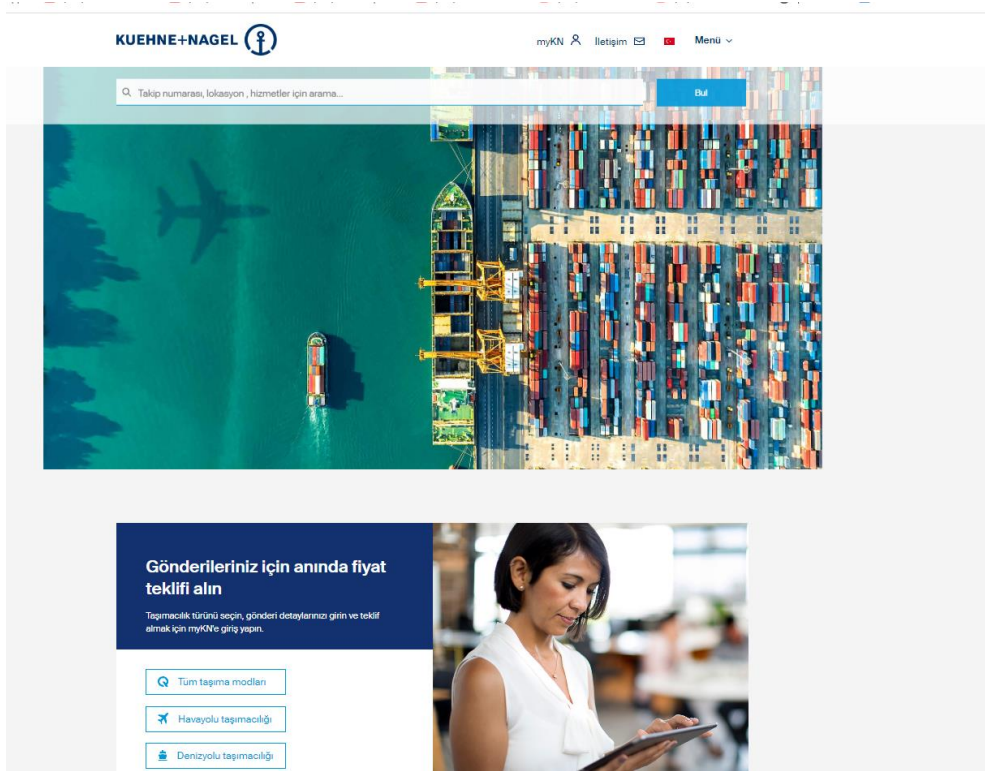 KUEHNE+NAGEL
myKN İletişim Menü
Takip numarası, lokasyon , hizmetler için arama...
Bul
Gönderileriniz için anında fiyat
teklifi alın
Taşımacılık türünü seçin, gönderi detaylarınızı girin ve teklif
almak için myKN'e giriş yapın.
Tüm taşıma modları
Havayolu taşımacılığı
Denizyolu taşımacılığı